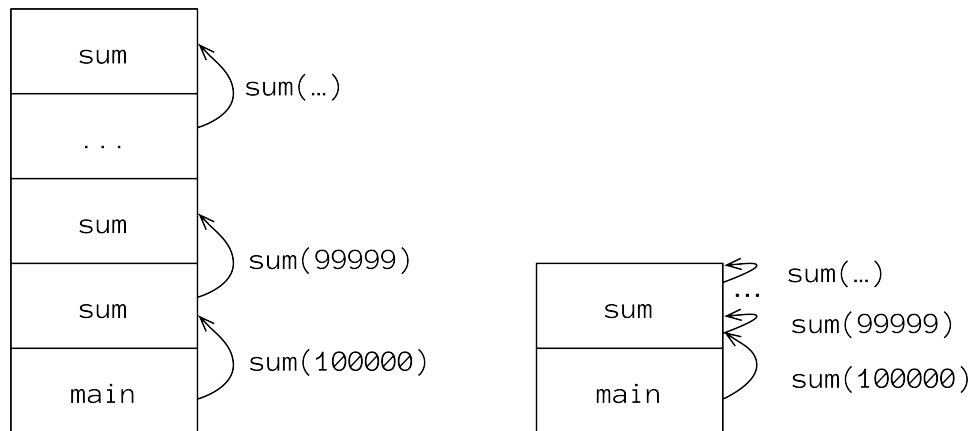 sum
sum(…)
...
sum
sum(99999)
sum
sum(100000)
main
sum(…)
...
sum
sum(99999)
sum(100000)
main